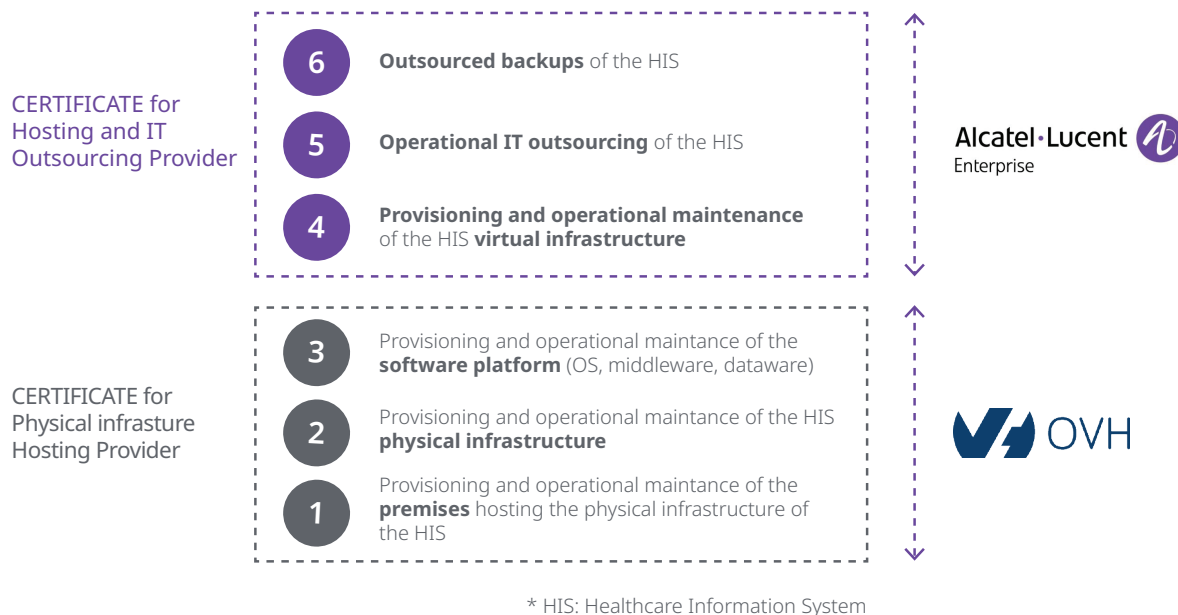 CERTIFICATE for
Hosting and IT
Outsourcing Provider
6
Outsourced backups of the HIS
5
Operational IT outsourcing of the HIS
4
Provisioning and operational maintenance
of the HIS virtual infrastructure
Alcatel·Lucent
Enterprise
CERTIFICATE for
Physical infrasture
Hosting Provider
3
Provisioning and operational maintance of the
software platform (OS, middleware, dataware)
2
Provisioning and operational maintance of the HIS
physical infrastructure
1
Provisioning and operational maintance of the
premises hosting the physical infrastructure of
the HIS
OVH
* HIS: Healthcare Information System